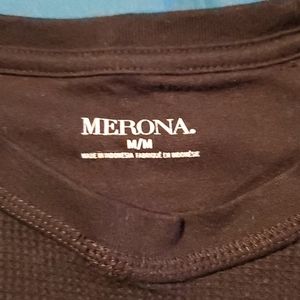 MERONA.
M/M
MADE IN INDONESIA FABRIQUÉ EN INDONÉSIE